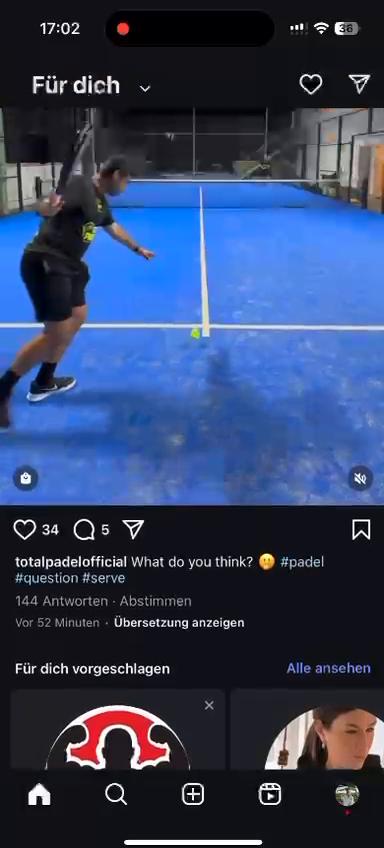 17:02
36
Für dich
34
5
totalpadelofficial What do you think? 🤫 #padel
#question #serve
144 Antworten · Abstimmen
Vor 52 Minuten · Übersetzung anzeigen
Für dich vorgeschlagen
Alle ansehen